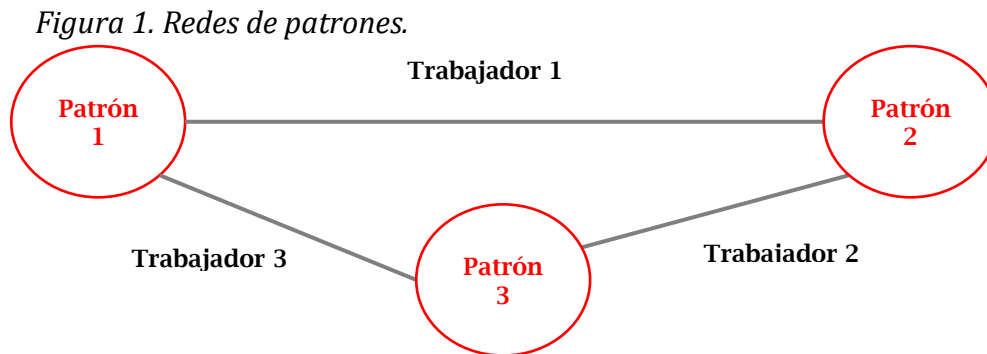 Figura 1. Redes de patrones.
Trabajador 1
Patrón
1
Patrón
2
Trabajador 3
Patrón
3
Trabaiador 2